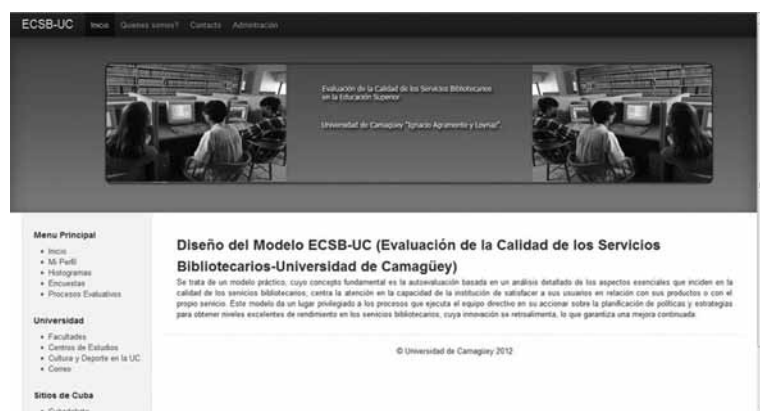 ECSB-UC Inicio Quienes somos? Contacto Administración
Evaluación de la Calidad de los Servicios Bibliotecarios
en la Educación Superior
Universidad de Camagüey "Ignacio Agramonte y Loynaz".
Menu Principal
Inicio
Mi Perfil
Histogramas
Encuestas
Procesos Evaluativos
Universidad
Facultades
Centros de Estudios
Cultura y Deporte en la UC
Correo
Sitios de Cuba
Cubadebate
Diseño del Modelo ECSB-UC (Evaluación de la Calidad de los Servicios
Bibliotecarios-Universidad de Camagüey)
Se trata de un modelo práctico, cuyo concepto fundamental es la autoevaluación basada en un análisis detallado de los aspectos esenciales que inciden en la
calidad de los servicios bibliotecarios, centra la atención en la capacidad de la institución de satisfacer a sus usuarios en relación con sus productos o con el
propio servicio. Este modelo da un lugar privilegiado a los procesos que ejecuta el equipo directivo en su accionar sobre la planificación de políticas y estrategias
para obtener niveles excelentes de rendimiento en los servicios bibliotecarios, cuya innovación se retroalimenta, lo que garantiza una mejora continuada
© Universidad de Camagüey 2012